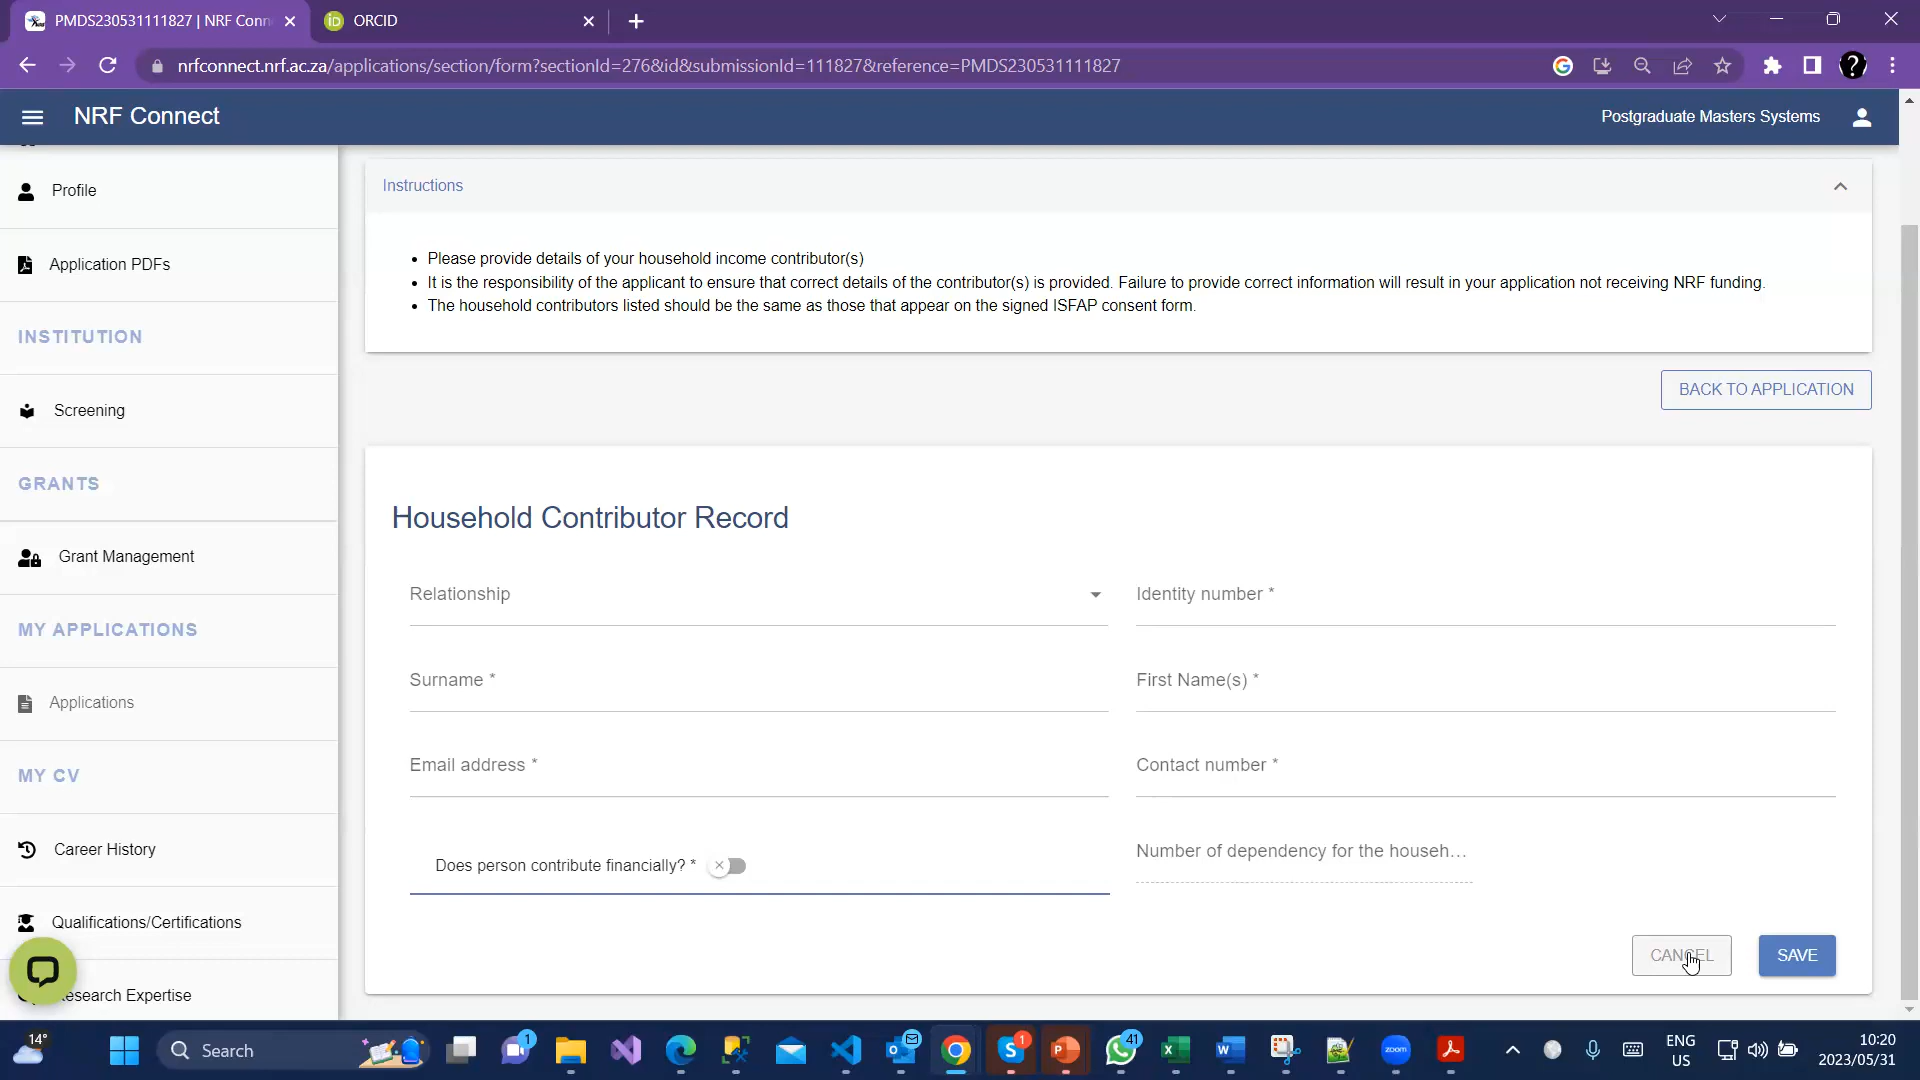 PMDS230531111827 | NRF Conn
ORCID
nrfconnect.nrf.ac.za/applications/section/form?sectionId=276&id&submissionId=111827&reference=PMDS230531111827
NRF Connect
Postgraduate Masters Systems
Profile
Application PDFs
INSTITUTION
Screening
GRANTS
Grant Management
MY APPLICATIONS
Applications
MY CV
Career History
Qualifications/Certifications
esearch Expertise
Instructions
• Please provide details of your household income contributor(s)
• It is the responsibility of the applicant to ensure that correct details of the contributor(s) is provided. Failure to provide correct information will result in your application not receiving NRF funding.
• The household contributors listed should be the same as those that appear on the signed ISFAP consent form.
BACK TO APPLICATION
Household Contributor Record
Relationship
Identity number *
Surname *
First Name(s) *
Email address *
Contact number *
Does person contribute financially? *
Number of dependency for the househ...
CANCEL
SAVE
14°
Search
1
1
41
zoom
ENG
US
10:20
2023/05/31